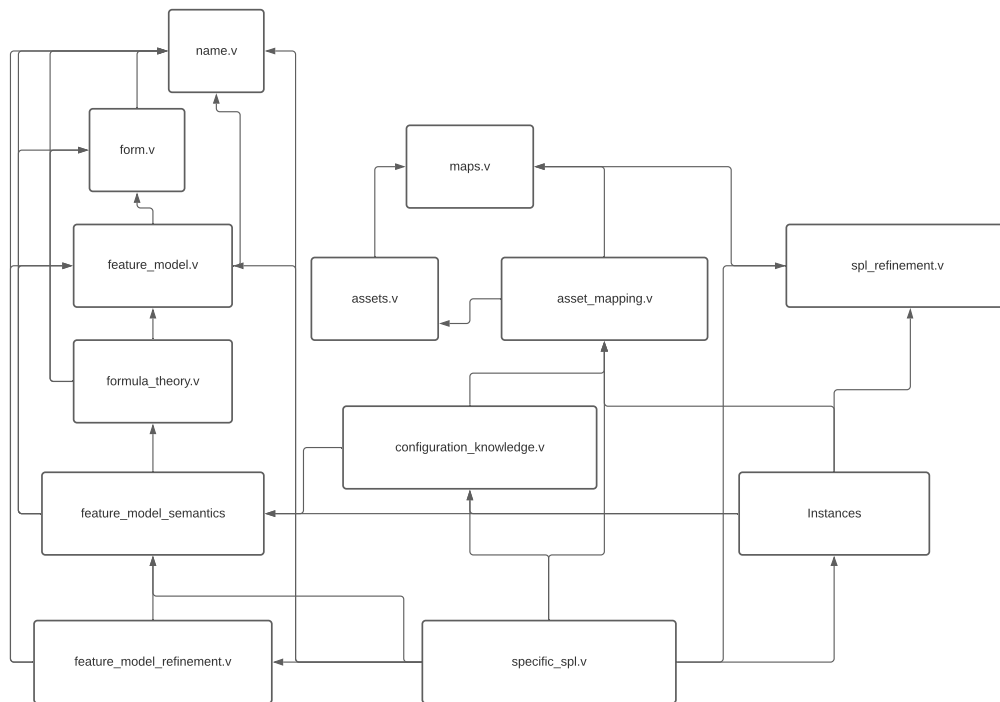 name.v
form.v
maps.v
feature_model.v
spl_refinement.v
assets.v
asset_mapping.v
formula_theory.v
configuration_knowledge.v
feature_model_semantics
Instances
feature_model_refinement.v
specific_spl.v